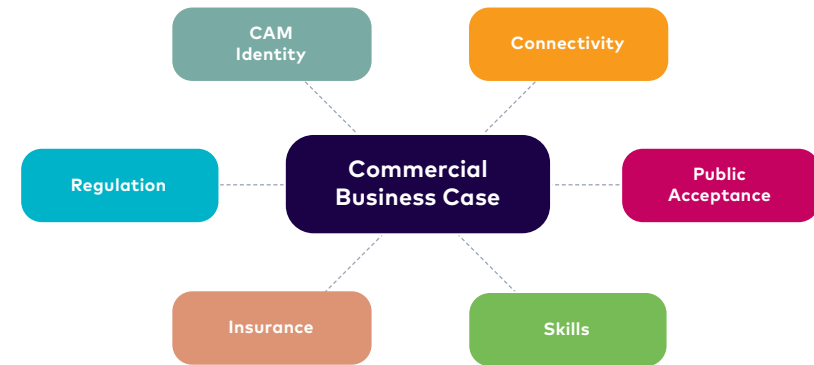 CAM
Identity
Connectivity
Regulation
Commercial
Business Case
Public
Acceptance
Insurance
Skills